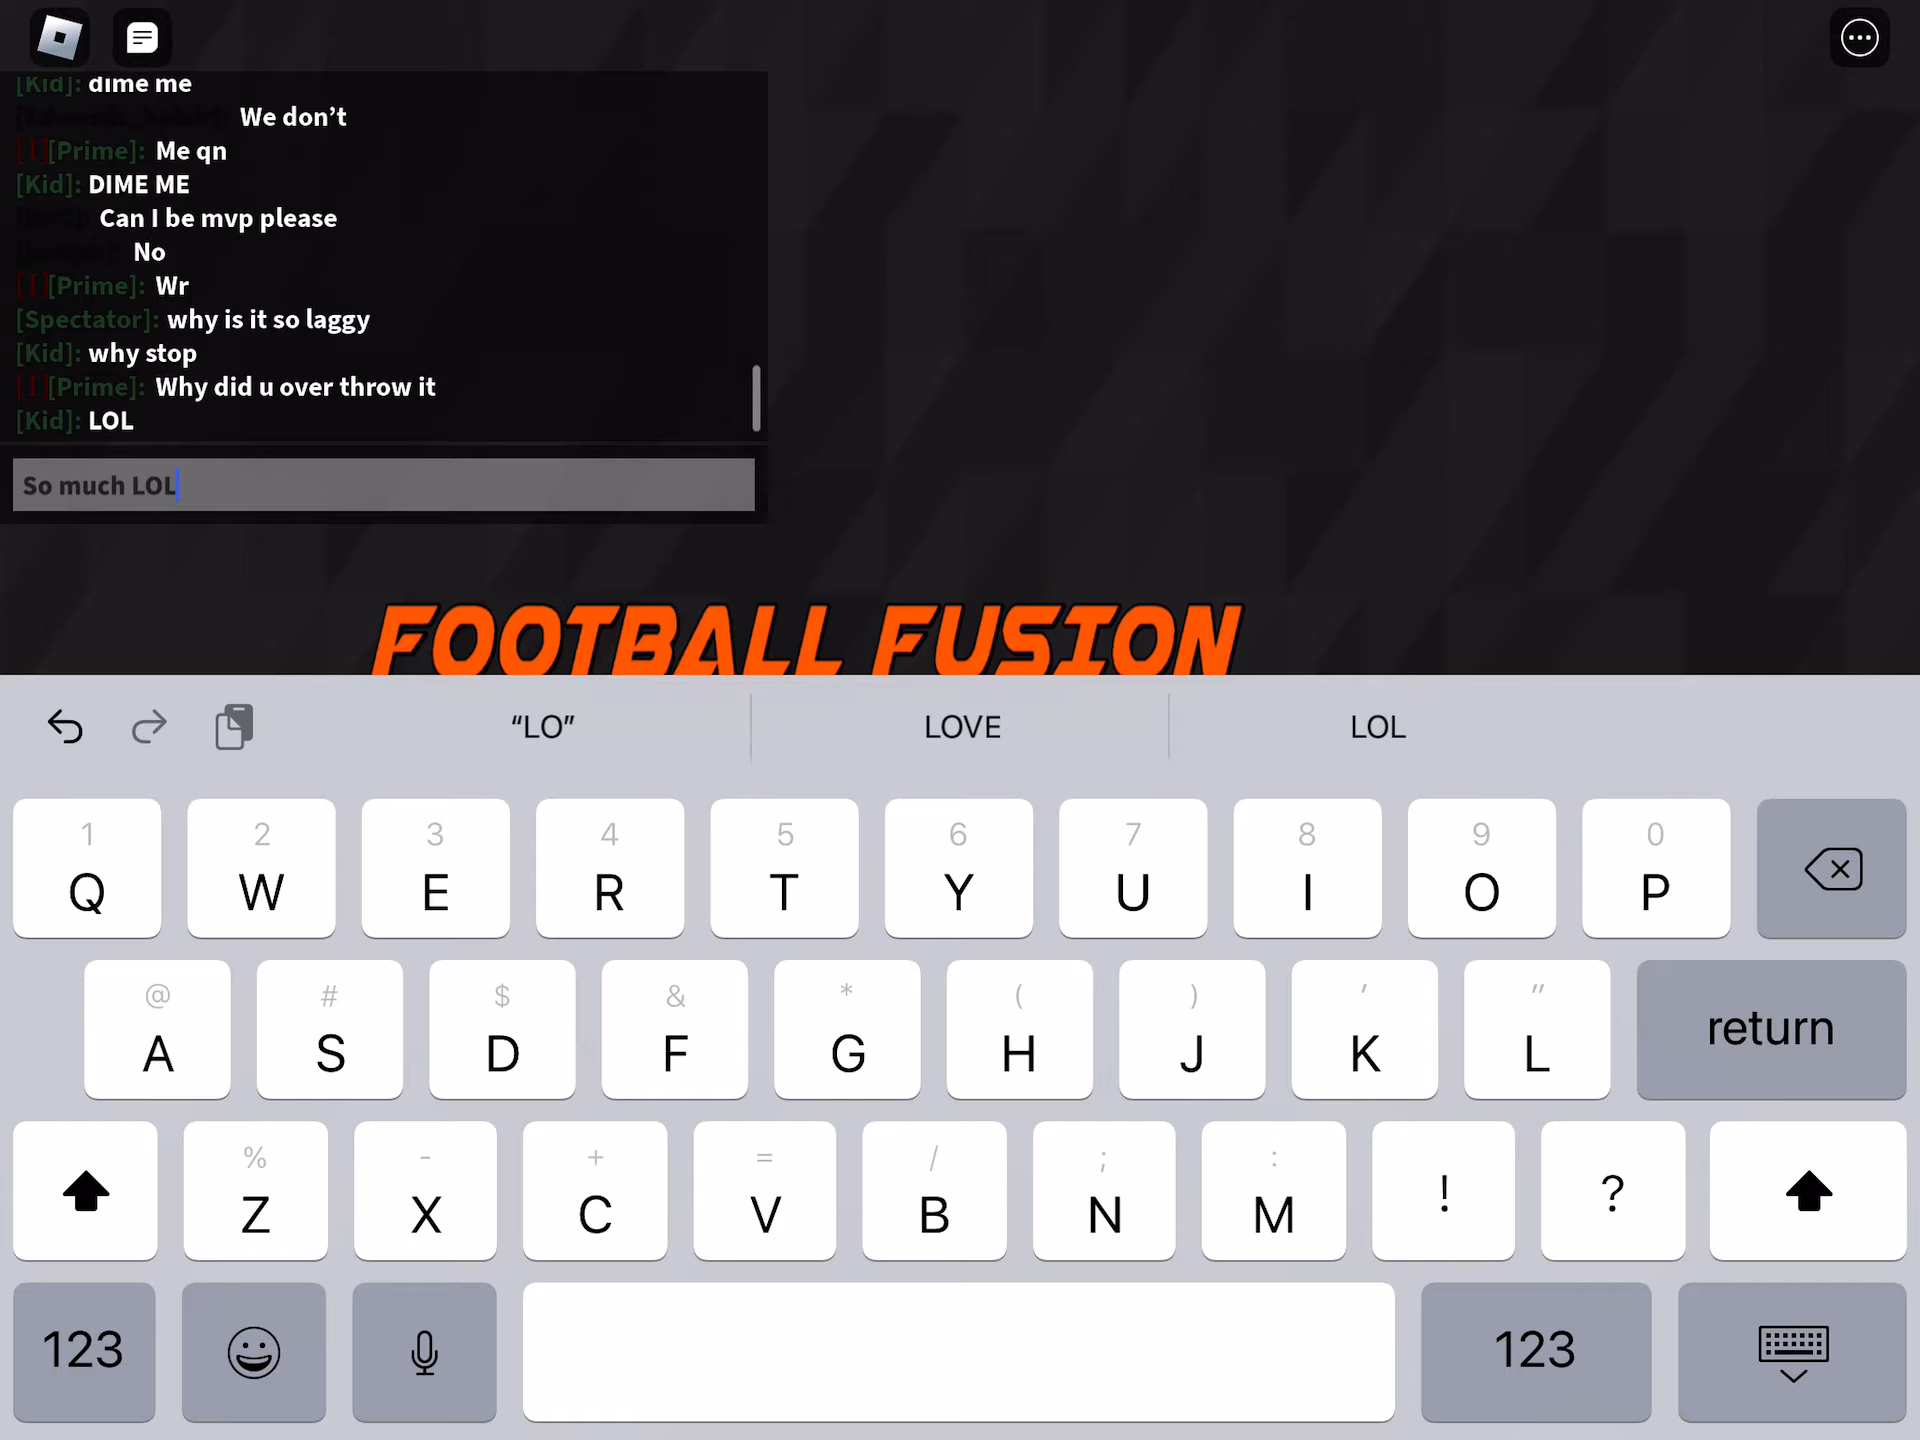 [Kid]: dime me
We don't
[Prime]: Me qn
[Kid]: DIME ME
Can I be mvp please
No
[Prime]: Wr
[Spectator]: why is it so laggy
[Kid]: why stop
[Prime]: Why did u over throw it
[Kid]: LOL
So much LOL
FOOTBALL FUSION
“LO” LOVE LOL
1 2 3 4 5 6 7 8 9 0
Q W E R T Y U I O P
@ # $ & * ( ) ' "
A S D F G H J K L return
% - + = / ; :
Z X C V B N M ! ?
123 123